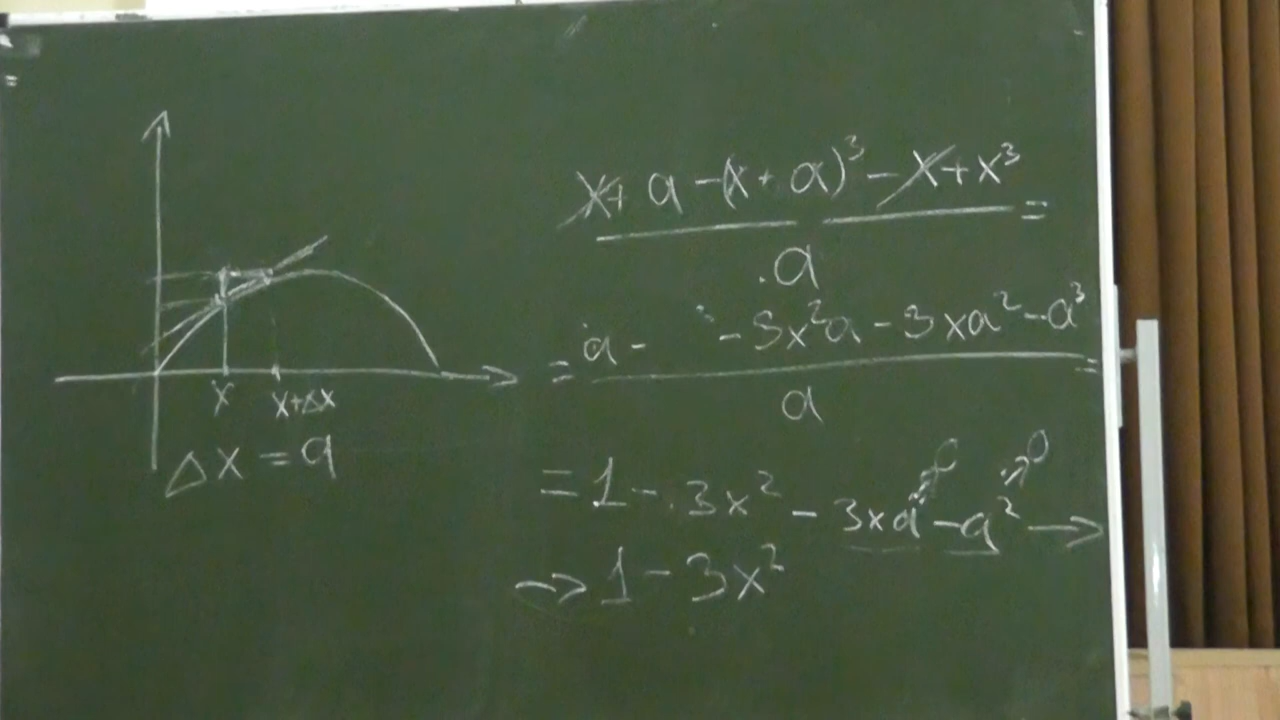 x x+Δx
Δx = a
x + a - (x + a)³ - x + x³ =
a
= a - - 3x²a - 3xa² - a³ =
a
= 1 - 3x² - 3xa - a² →
→ 1 - 3x²